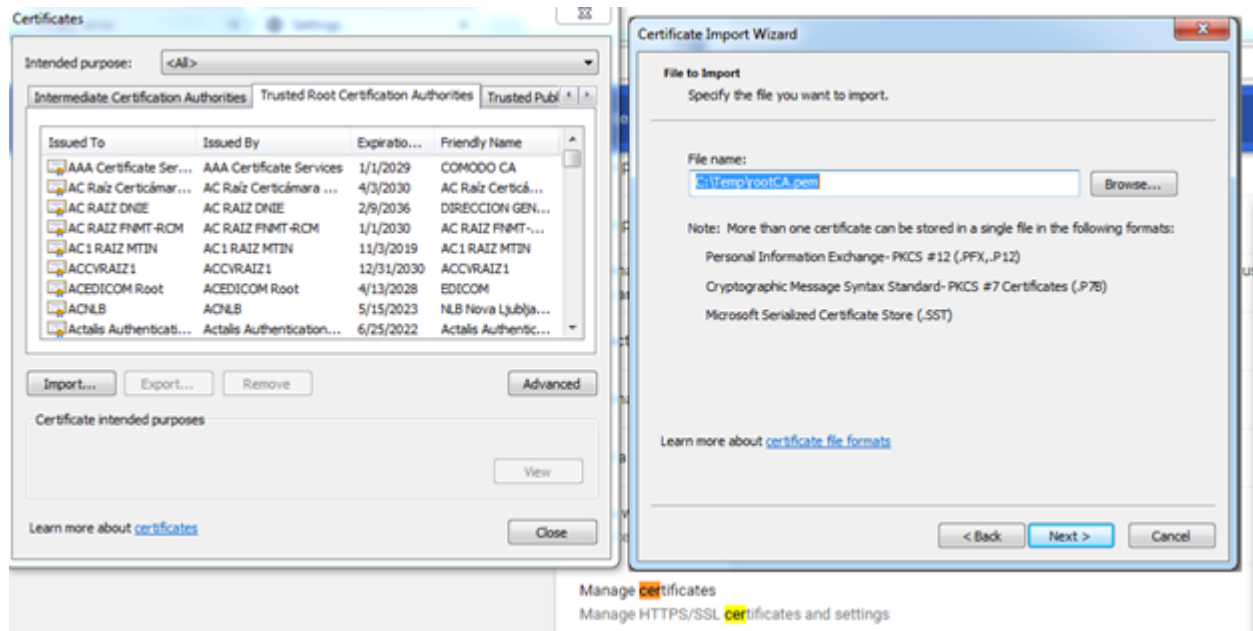 Certificates
Intended purpose: <All>
Intermediate Certification Authorities Trusted Root Certification Authorities Trusted Publ
Issued To Issued By Expiratio... Friendly Name
AAA Certificate Ser... AAA Certificate Services 1/1/2029 COMODO CA
AC Raíz Certicámar... AC Raíz Certicámara ... 4/3/2030 AC Raíz Certicá...
AC RAIZ DNIE AC RAIZ DNIE 2/9/2036 DIRECCION GEN...
AC RAIZ FNMT-RCM AC RAIZ FNMT-RCM 1/1/2030 AC RAIZ FNMT-...
AC1 RAIZ MTIN AC1 RAIZ MTIN 11/3/2019 AC1 RAIZ MTIN
ACCVRAIZ1 ACCVRAIZ1 12/31/2030 ACCVRAIZ1
ACEDICOM Root ACEDICOM Root 4/13/2028 EDICOM
ACNLB ACNLB 5/15/2023 NLB Nova Ljublja...
Actalis Authenticati... Actalis Authentication... 6/25/2022 Actalis Authentic...
Import... Export... Remove Advanced
Certificate intended purposes
View
Learn more about certificates
Close
Certificate Import Wizard
File to Import
Specify the file you want to import.
File name:
C:\Temp\rootCA.pem Browse...
Note: More than one certificate can be stored in a single file in the following formats:
Personal Information Exchange- PKCS #12 (.PFX,.P12)
Cryptographic Message Syntax Standard- PKCS #7 Certificates (.P7B)
Microsoft Serialized Certificate Store (.SST)
Learn more about certificate file formats
< Back Next > Cancel
Manage certificates
Manage HTTPS/SSL certificates and settings